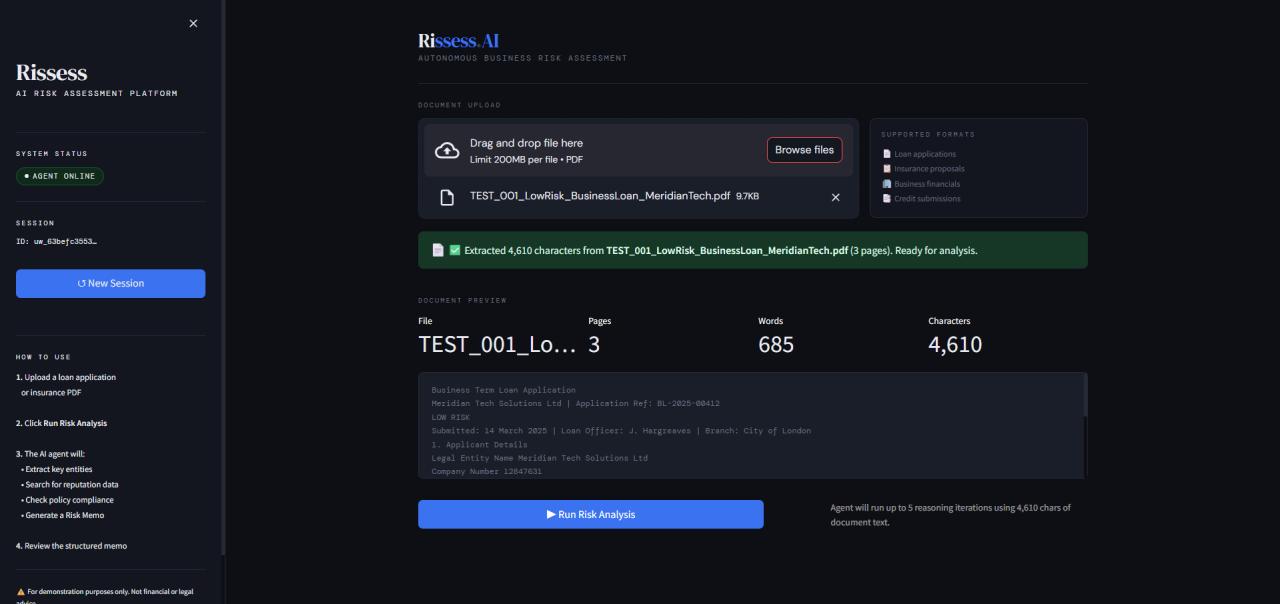 Rissess
AI RISK ASSESSMENT PLATFORM
SYSTEM STATUS
● AGENT ONLINE
SESSION
ID: uw_63befc3553…
↺ New Session
HOW TO USE
1. Upload a loan application
or insurance PDF
2. Click Run Risk Analysis
3. The AI agent will:
• Extract key entities
• Search for reputation data
• Check policy compliance
• Generate a Risk Memo
4. Review the structured memo
⚠️ For demonstration purposes only. Not financial or legal
advice.
Rissess.AI
AUTONOMOUS BUSINESS RISK ASSESSMENT
DOCUMENT UPLOAD
Drag and drop file here
Limit 200MB per file • PDF
Browse files
TEST_001_LowRisk_BusinessLoan_MeridianTech.pdf 9.7KB
SUPPORTED FORMATS
Loan applications
Insurance proposals
Business financials
Credit submissions
Extracted 4,610 characters from TEST_001_LowRisk_BusinessLoan_MeridianTech.pdf (3 pages). Ready for analysis.
DOCUMENT PREVIEW
File
TEST_001_Lo...
Pages
3
Words
685
Characters
4,610
Business Term Loan Application
Meridian Tech Solutions Ltd | Application Ref: BL-2025-00412
LOW RISK
Submitted: 14 March 2025 | Loan Officer: J. Hargreaves | Branch: City of London
1. Applicant Details
Legal Entity Name Meridian Tech Solutions Ltd
Company Number 12847631
▶ Run Risk Analysis
Agent will run up to 5 reasoning iterations using 4,610 chars of
document text.